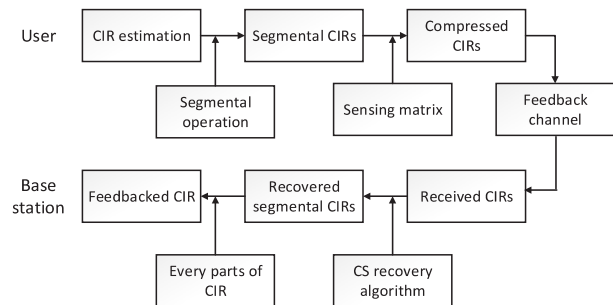 User
CIR estimation
Segmental CIRs
Compressed
CIRs
Segmental
operation
Sensing matrix
Feedback
channel
Base
station
Feedbacked CIR
Recovered
segmental CIRs
Received CIRs
Every parts of
CIR
CS recovery
algorithm